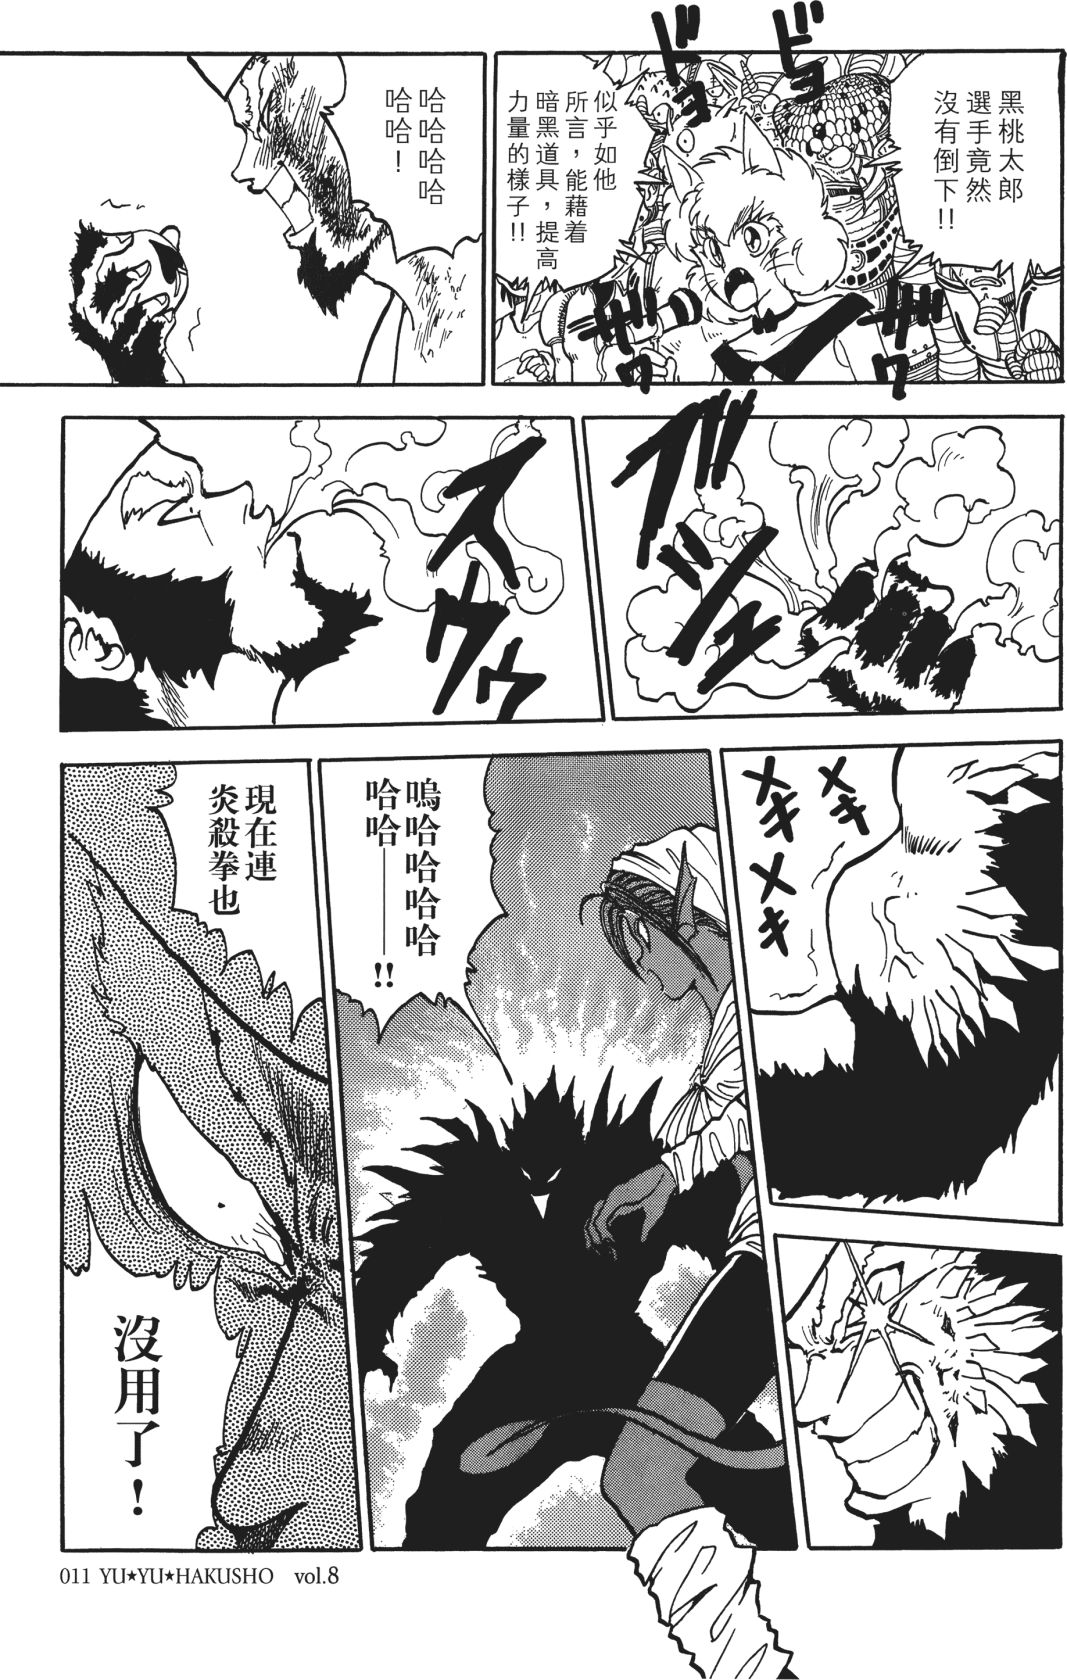 黑桃太郎
選手竟然
沒有倒下!!
似乎如他
所言，能藉着
暗黑道具，提高
力量的樣子!!
ドドョ
ドョ
ザワ
ザワ
哈哈哈哈
哈哈！
ブジュ
スゥゥ
メキ
メキ
メキ
嗚哈哈哈哈
哈哈——!!
現在連
炎殺拳也
沒用了！
011 YU★YU★HAKUSHO vol.8